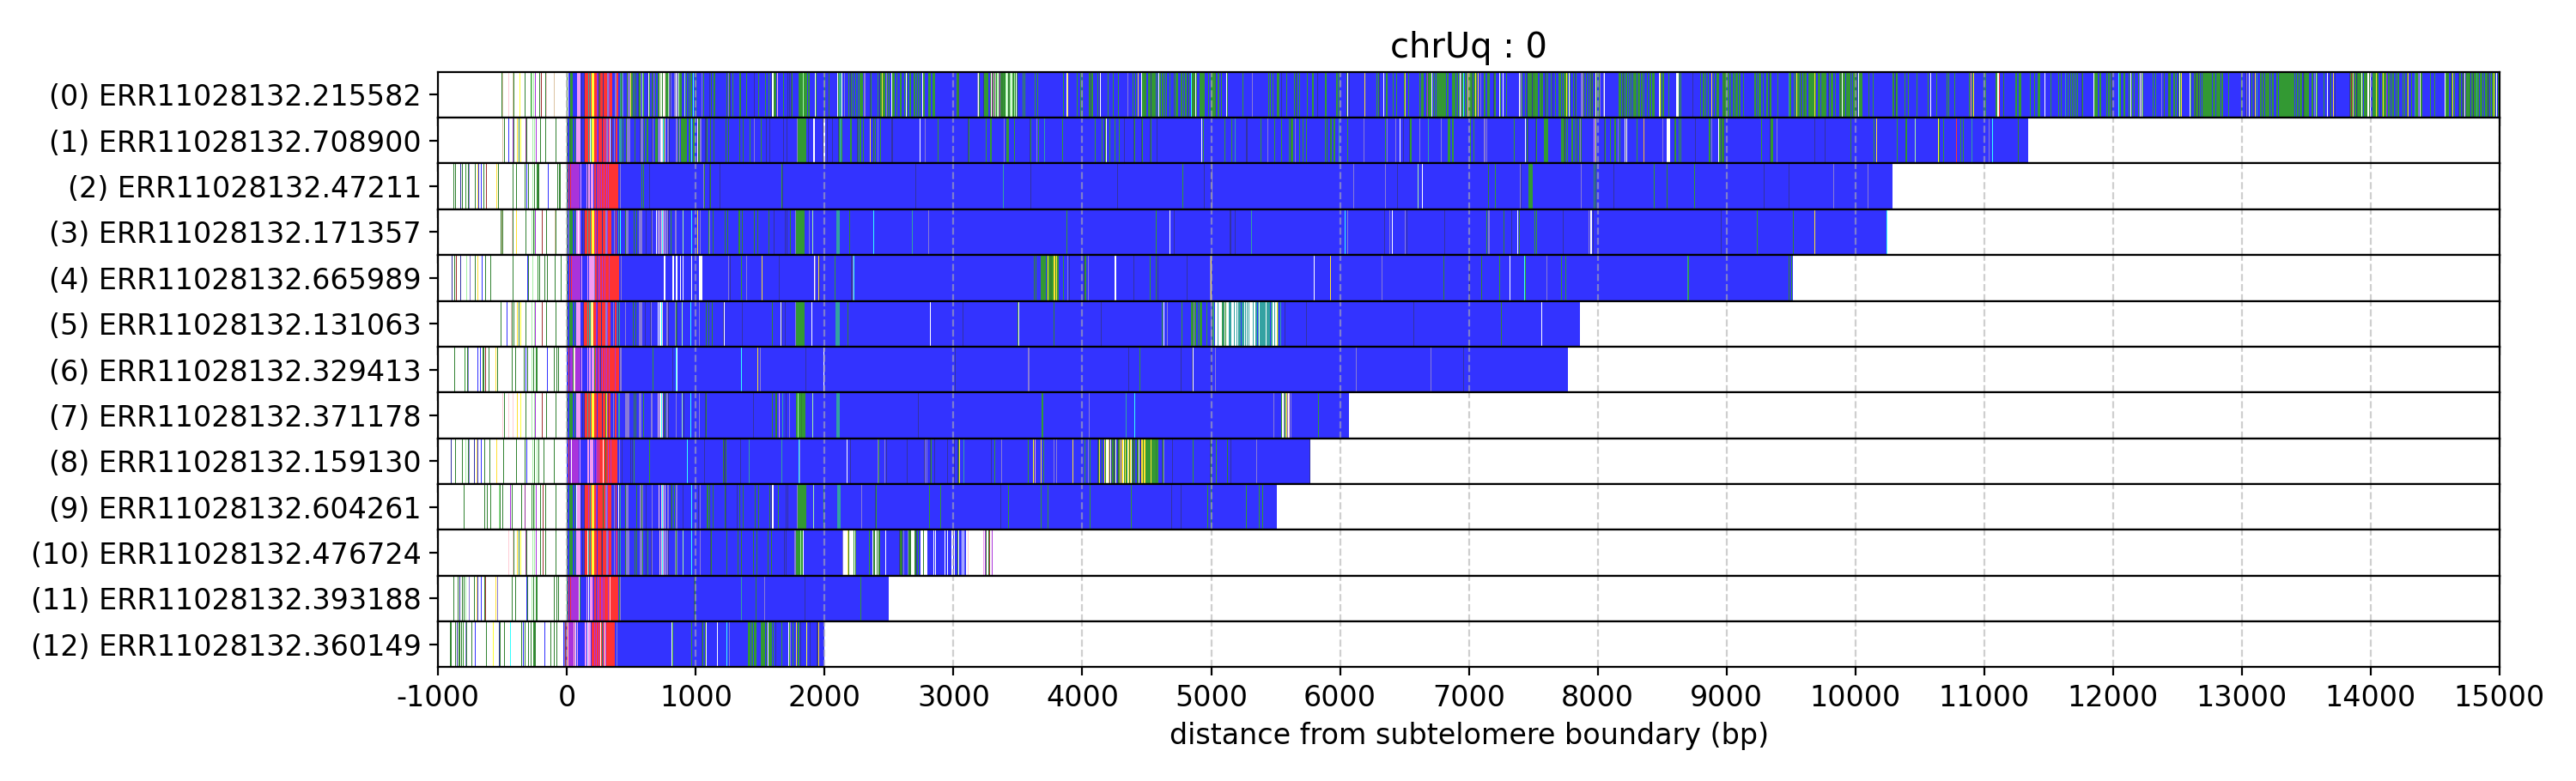 chrUq : 0
(0) ERR11028132.215582
(1) ERR11028132.708900
(2) ERR11028132.47211
(3) ERR11028132.171357
(4) ERR11028132.665989
(5) ERR11028132.131063
(6) ERR11028132.329413
(7) ERR11028132.371178
(8) ERR11028132.159130
(9) ERR11028132.604261
(10) ERR11028132.476724
(11) ERR11028132.393188
(12) ERR11028132.360149
-1000 0 1000 2000 3000 4000 5000 6000 7000 8000 9000 10000 11000 12000 13000 14000 15000
distance from subtelomere boundary (bp)